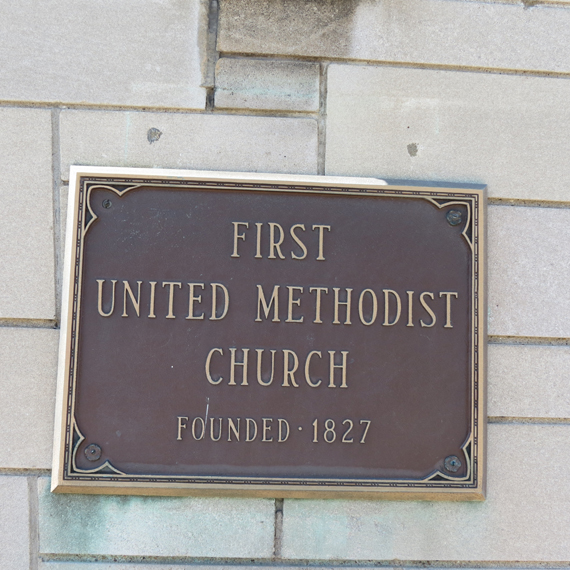 FIRST
UNITED METHODIST
CHURCH
FOUNDED · 1827